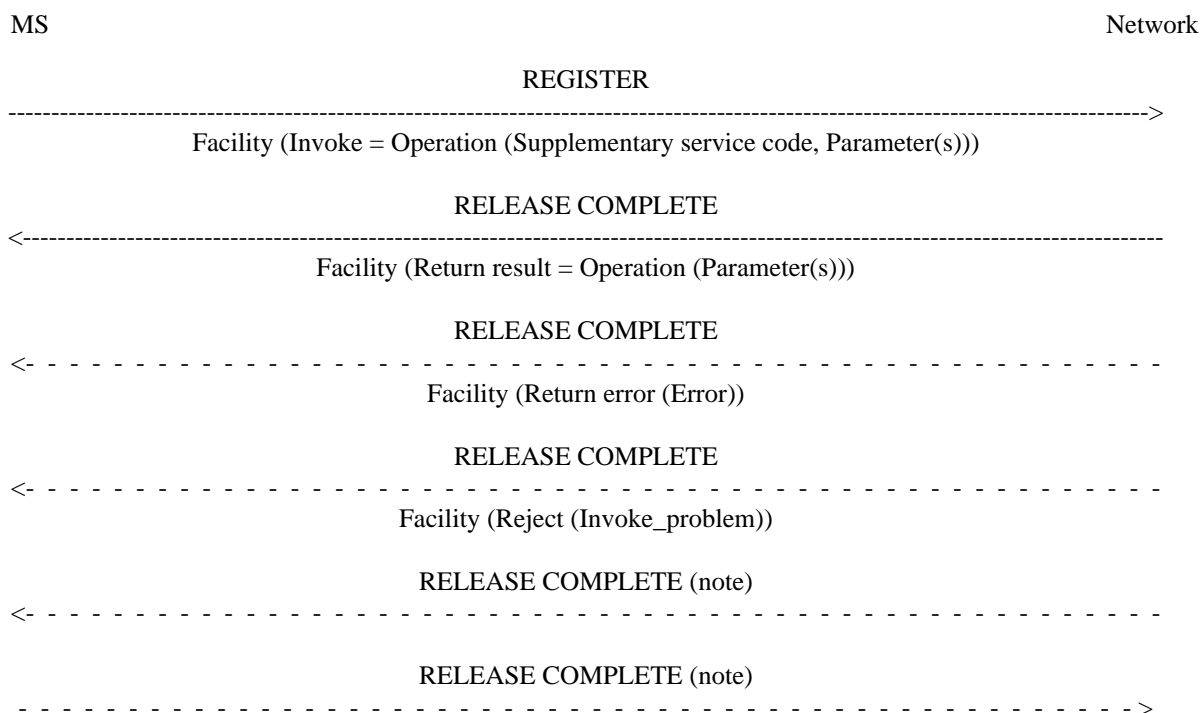 MS Network
REGISTER
-------------------------------------------------------------------------------------------------------------------------------------->
Facility (Invoke = Operation (Supplementary service code, Parameter(s)))
RELEASE COMPLETE
<--------------------------------------------------------------------------------------------------------------------------------------
Facility (Return result = Operation (Parameter(s)))
RELEASE COMPLETE
<- - - - - - - - - - - - - - - - - - - - - - - - - - - - - - - - - - - - - - - - - - - - - - - - - - - -
Facility (Return error (Error))
RELEASE COMPLETE
<- - - - - - - - - - - - - - - - - - - - - - - - - - - - - - - - - - - - - - - - - - - - - - - - - - - -
Facility (Reject (Invoke_problem))
RELEASE COMPLETE (note)
<- - - - - - - - - - - - - - - - - - - - - - - - - - - - - - - - - - - - - - - - - - - - - - - - - - - -
RELEASE COMPLETE (note)
- - - - - - - - - - - - - - - - - - - - - - - - - - - - - - - - - - - - - - - - - - - - - - - - - - - ->